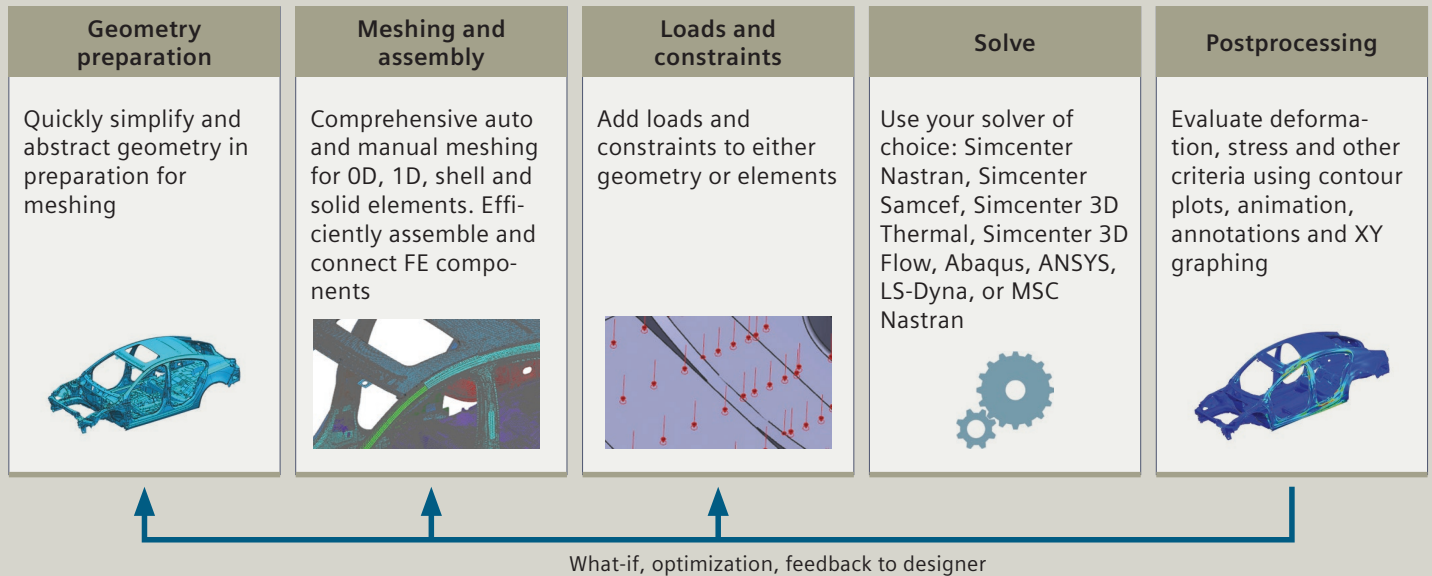 Geometry
preparation
Quickly simplify and
abstract geometry in
preparation for
meshing
Meshing and
assembly
Comprehensive auto
and manual meshing
for 0D, 1D, shell and
solid elements. Effi-
ciently assemble and
connect FE compo-
nents
Loads and
constraints
Add loads and
constraints to either
geometry or elements
Solve
Use your solver of
choice: Simcenter
Nastran, Simcenter
Samcef, Simcenter 3D
Thermal, Simcenter 3D
Flow, Abaqus, ANSYS,
LS-Dyna, or MSC
Nastran
Postprocessing
Evaluate deforma-
tion, stress and other
criteria using contour
plots, animation,
annotations and XY
graphing
What-if, optimization, feedback to designer